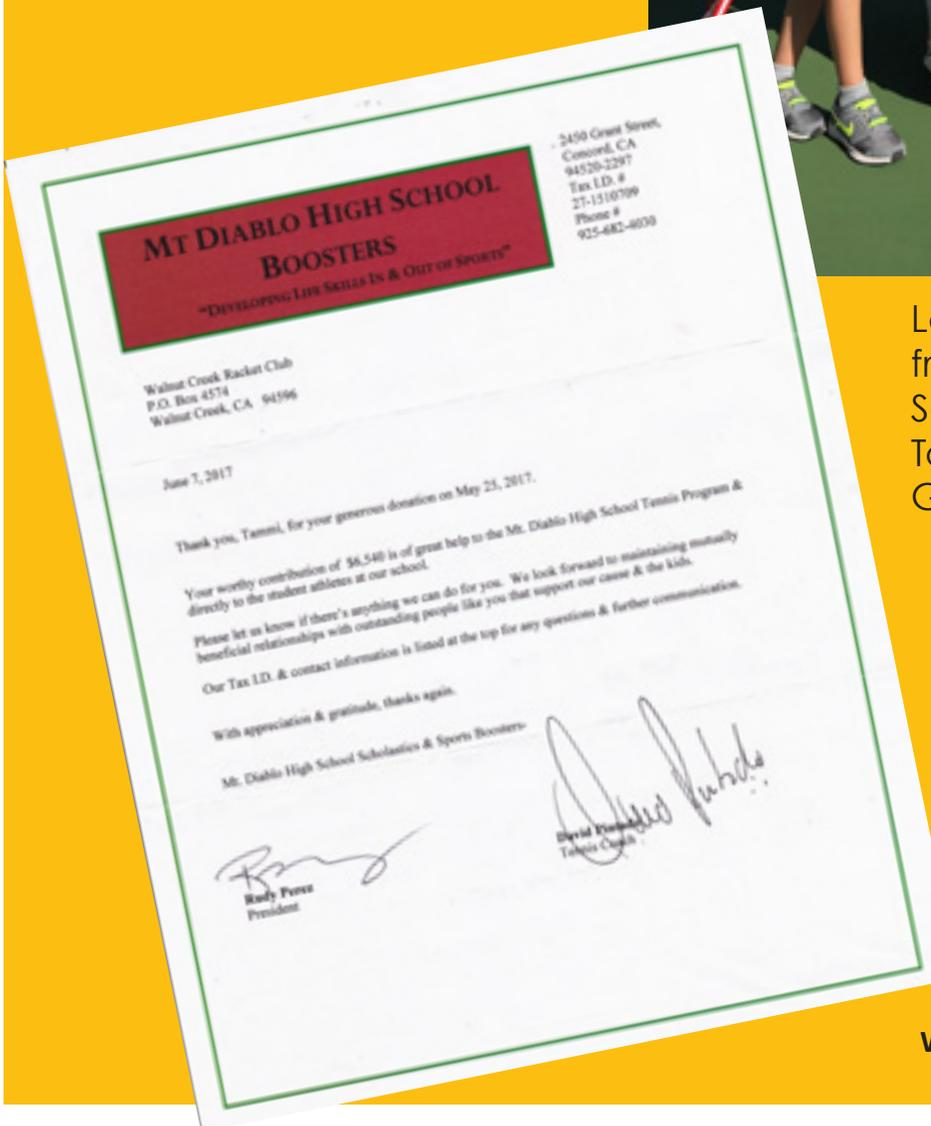 MT DIABLO HIGH SCHOOL
BOOSTERS
"DEVELOPING LIFE SKILLS IN & OUT OF SPORTS"
2450 Grant Street,
Concord, CA
94520-2297
Tax I.D. #
27-1510709
Phone #
925-682-4030
Walnut Creek Racket Club
P.O. Box 4574
Walnut Creek, CA 94596
June 7, 2017
Thank you, Tammi, for your generous donation on May 25, 2017.
Your worthy contribution of $6,540 is of great help to the Mt. Diablo High School Tennis Program &
directly to the student athletes at our school.
Please let us know if there's anything we can do for you. We look forward to maintaining mutually
beneficial relationships with outstanding people like you that support our cause & the kids.
Our Tax I.D. & contact information is listed at the top for any questions & further communication.
With appreciation & gratitude, thanks again.
Mt. Diablo High School Scholastics & Sports Boosters-
David
Tennis Coach
Rudy Perez
President